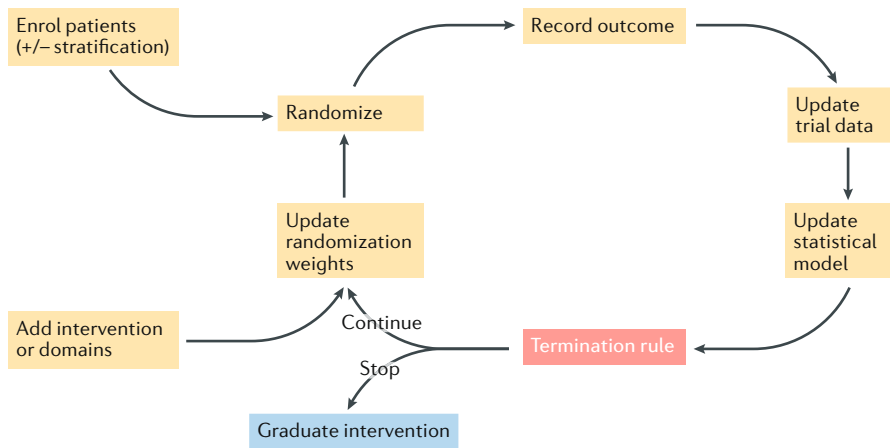 Enrol patients
(+/– stratification)
Record outcome
Randomize
Update
trial data
Update
randomization
weights
Update
statistical
model
Add intervention
or domains
Continue
Termination rule
Stop
Graduate intervention